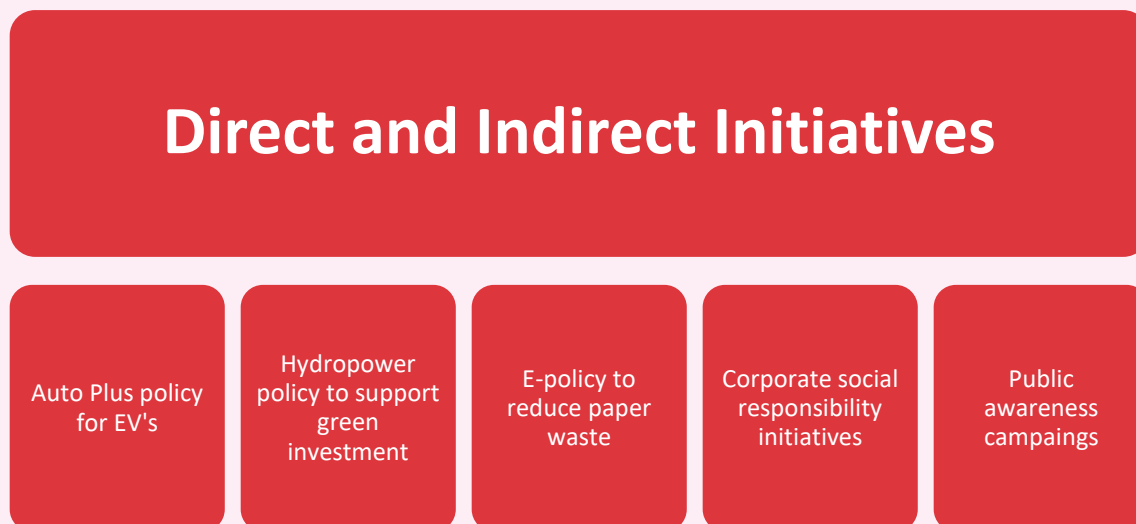 Direct and Indirect Initiatives
Auto Plus policy
for EV's
Hydropower
policy to support
green
investment
E-policy to
reduce paper
waste
Corporate social
responsibility
initiatives
Public
awareness
campaings